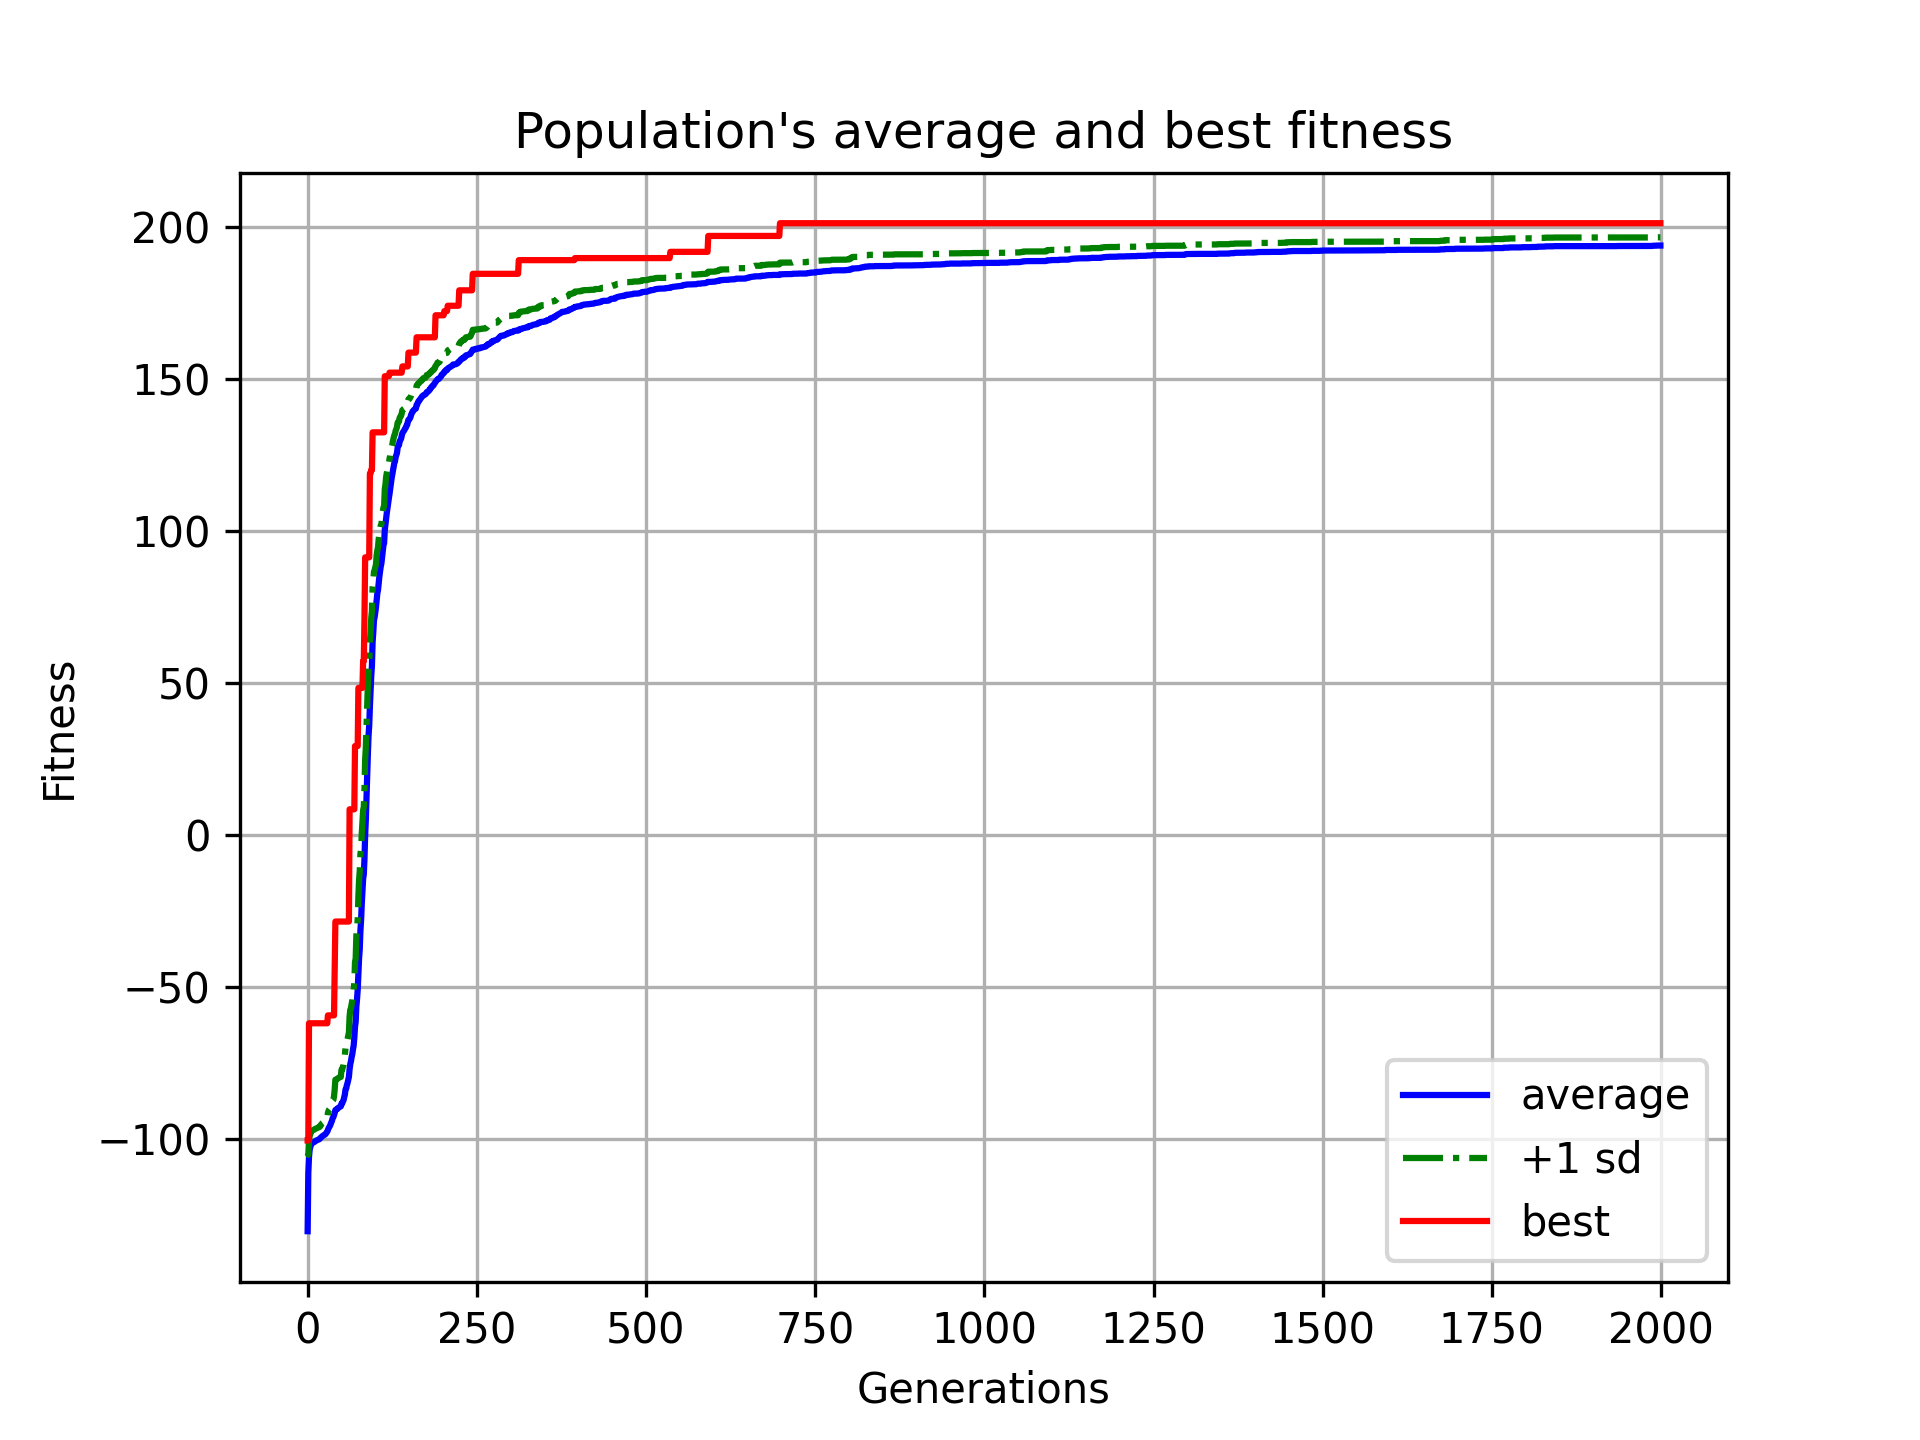 Population's average and best fitness
Fitness
200
150
100
50
0
−50
−100
average
+1 sd
best
0 250 500 750 1000 1250 1500 1750 2000
Generations